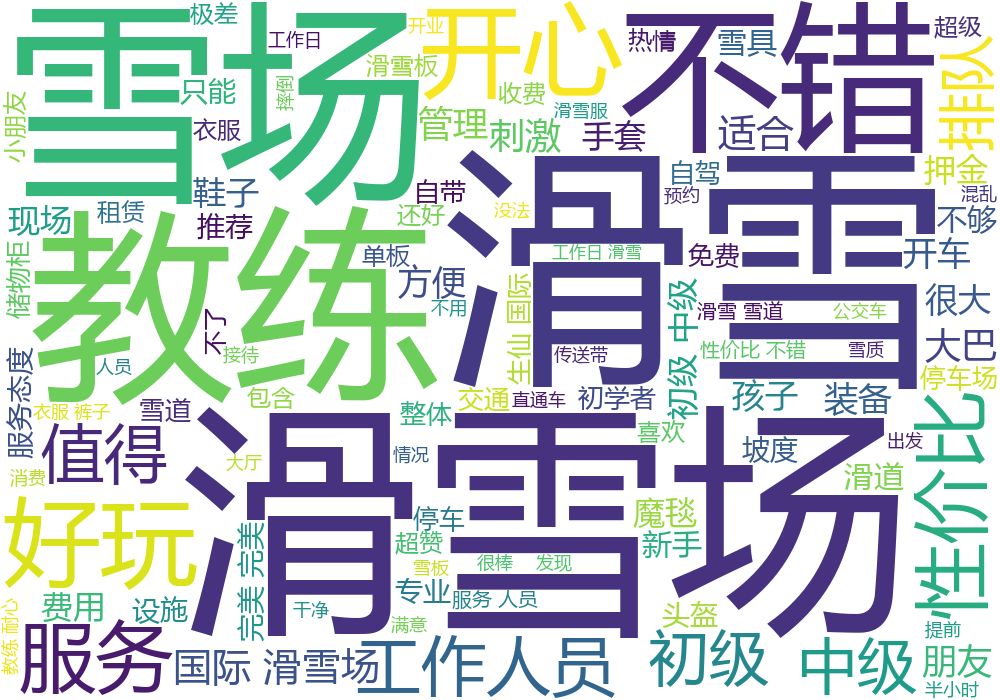 极差
开业
工作日
热情
超级
雪场
开心
不错
雪具
滑雪板
只能
摔倒
收费
滑雪服
排队
小朋友
衣服
管理
刺激
手套
适合
鞋子
自带
自驾
押金
现场
租赁
推荐
还好
没法
预约
混乱
不够
教练
滑雪
单板
工作日 滑雪
免费
开车
储物柜
方便
不用
生仙 国际
初级 中级
很大
不了
滑雪 雪道
公交车
接待
传送带
性价比 不错
雪质
大巴
人员
服务态度
包含
交通
直通车
初学者
孩子
装备
停车场
衣服 裤子
雪道
整体
喜欢
坡度
出发
值得
大厅
情况
滑道
性价比
消费
滑雪场
好玩
完美 完美
停车
魔毯
超赞
新手
雪板
很棒
发现
费用
设施
干净
专业
服务 人员
头盔
满意
教练 耐心
服务
国际 滑雪场
工作人员
初级
中级
提前
朋友
半小时